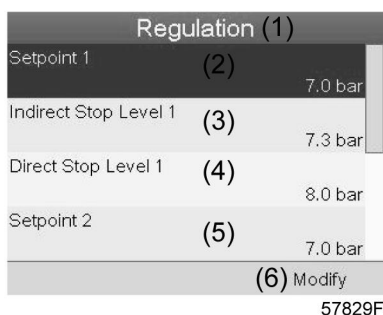 Regulation (1)
Setpoint 1
(2)
7.0 bar
Indirect Stop Level 1
(3)
7.3 bar
Direct Stop Level 1
(4)
8.0 bar
Setpoint 2
(5)
7.0 bar
(6) Modify
57829F